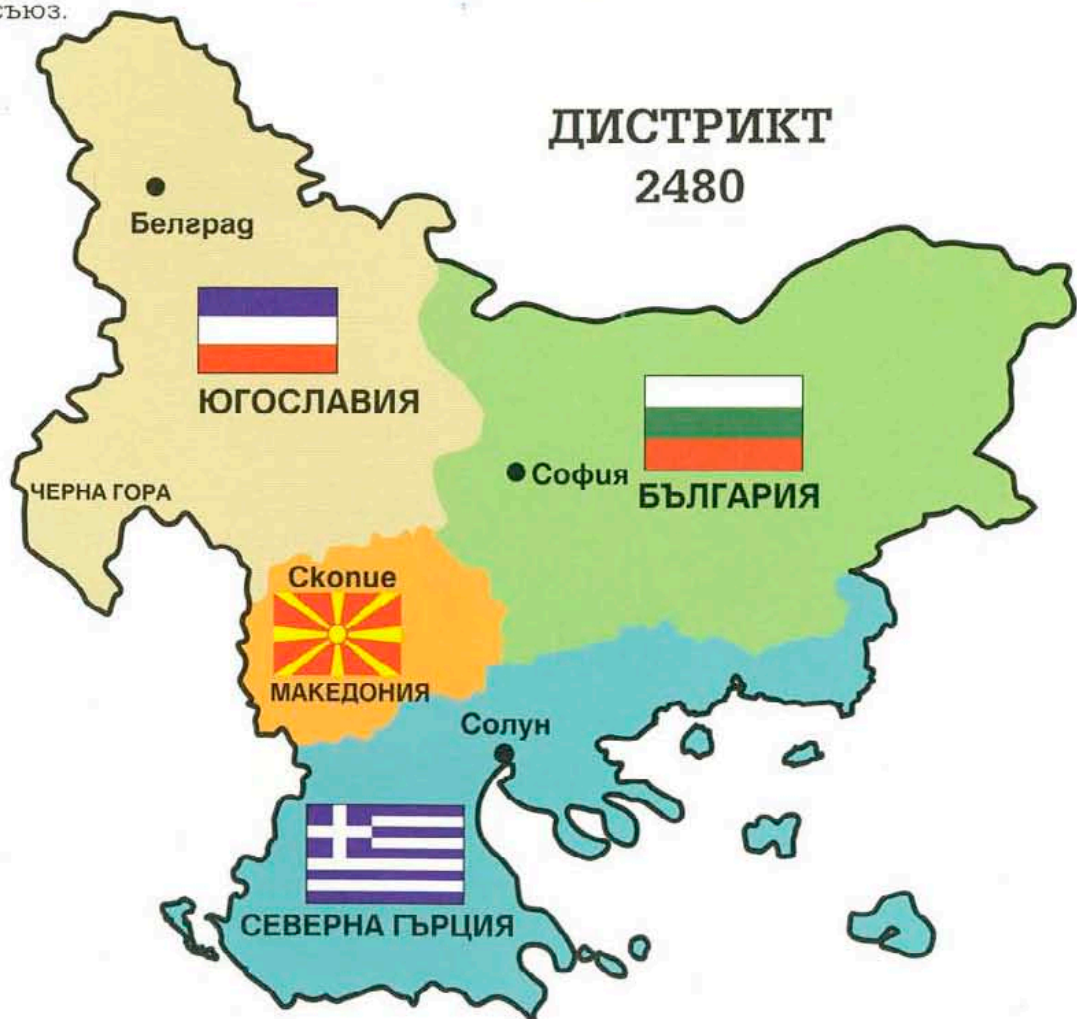 съюз.
ДИСТРИКТ
2480
Белград
ЮГОСЛАВИЯ
София
БЪЛГАРИЯ
ЧЕРНА ГОРА
Скопие
МАКЕДОНИЯ
Солун
СЕВЕРНА ГЪРЦИЯ